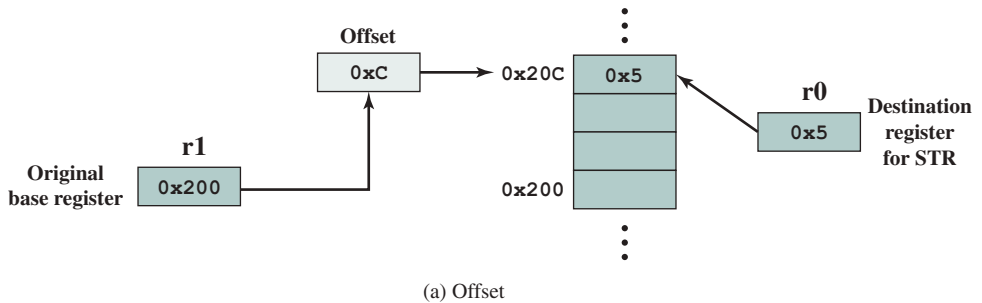 Offset
0xC
0x20C
0x5
r0
0x5
Destination
register
for STR
r1
Original
base register
0x200
0x200
(a) Offset